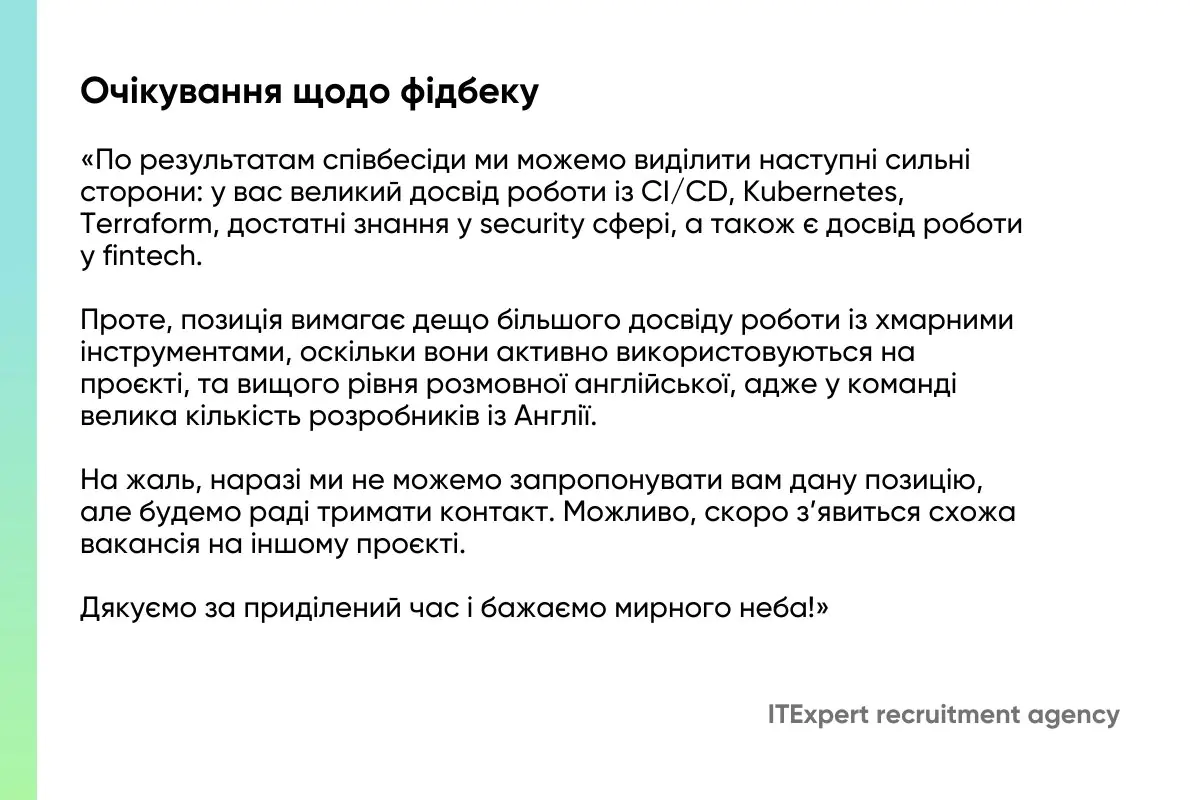 Очікування щодо фідбеку
«По результатам співбесіди ми можемо виділити наступні сильні
сторони: у вас великий досвід роботи із CI/CD, Kubernetes,
Terraform, достатні знання у security сфері, а також є досвід роботи
у fintech.
Проте, позиція вимагає дещо більшого досвіду роботи із хмарними
інструментами, оскільки вони активно використовуються на
проєкті, та вищого рівня розмовної англійської, адже у команді
велика кількість розробників із Англії.
На жаль, наразі ми не можемо запропонувати вам дану позицію,
але будемо раді тримати контакт. Можливо, скоро з’явиться схожа
вакансія на іншому проєкті.
Дякуємо за приділений час і бажаємо мирного неба!»
ITExpert recruitment agency